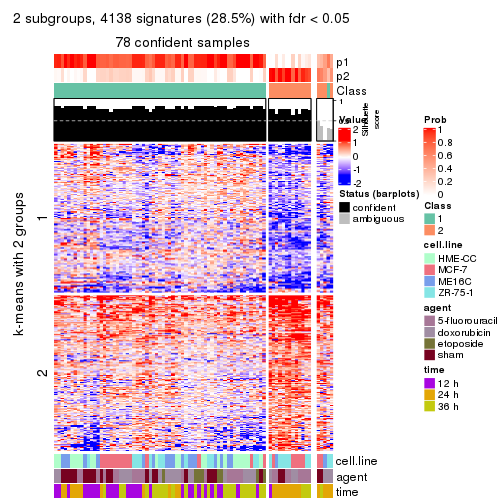 2 subgroups, 4138 signatures (28.5%) with fdr < 0.05
78 confident samples
p1
p2
Class
1
Silhouette
score
k-means with 2 groups
1
2
cell.line
agent
time
Value
2
1
0
-1
-2
Status (barplots)
confident
ambiguous
Prob
1
0.8
0.6
0.4
0.2
0
Class
1
2
cell.line
HME-CC
MCF-7
ME16C
ZR-75-1
agent
5-fluorouracil
doxorubicin
etoposide
sham
time
12 h
24 h
36 h